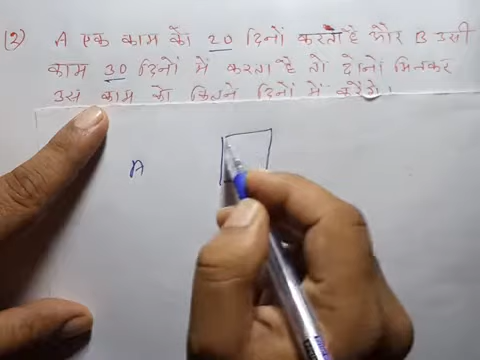 (2) A एक काम को 20 दिनों करता है और B उसी
काम 30 दिनों में करता है तो दोनों मिलकर
उस काम को कितने दिनों में करेंगे।
A